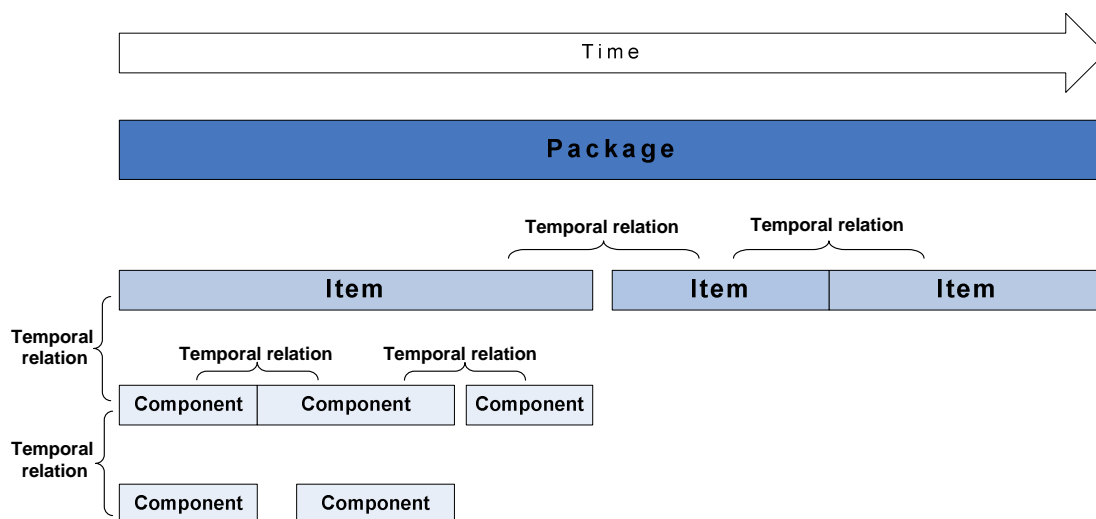 Time
Package
Temporal relation
Temporal relation
Item
Item
Item
Temporal
relation
Temporal relation
Temporal relation
Component
Component
Component
Temporal
relation
Component
Component